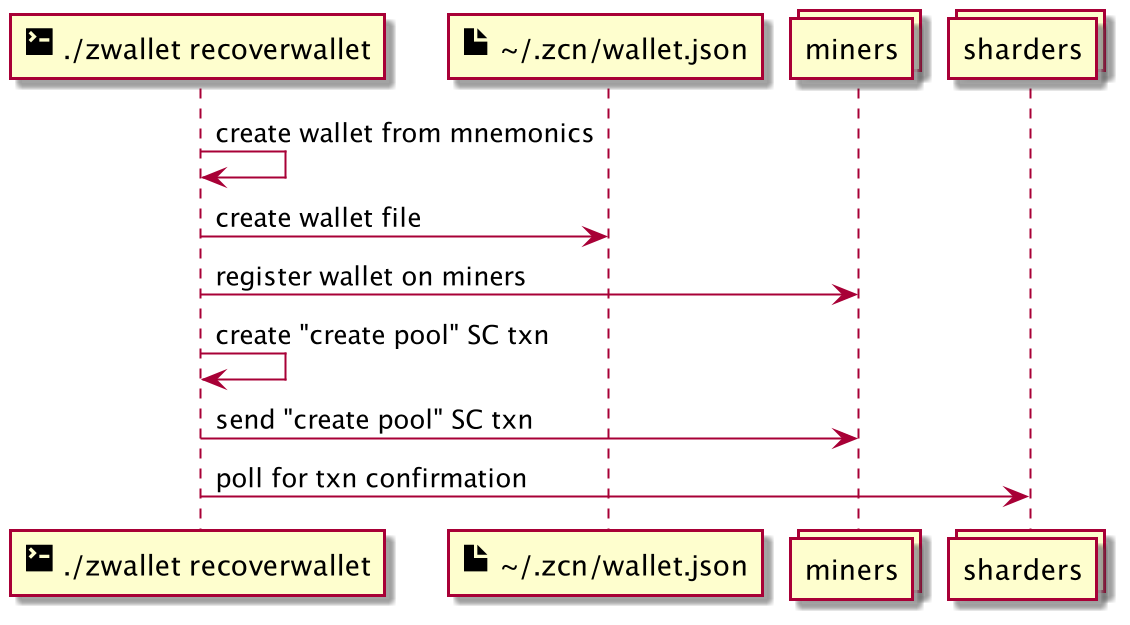 ./zwallet recoverwallet
~/.zcn/wallet.json
miners
sharders
create wallet from mnemonics
create wallet file
register wallet on miners
create "create pool" SC txn
send "create pool" SC txn
poll for txn confirmation
./zwallet recoverwallet
~/.zcn/wallet.json
miners
sharders